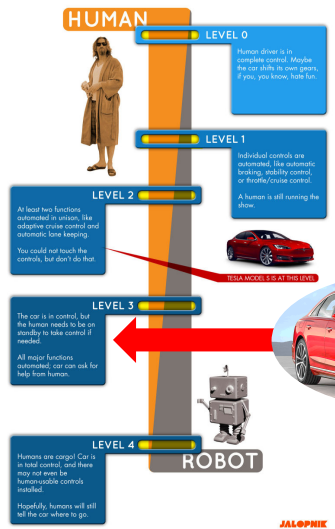 HUMAN
LEVEL 0
Human driver is in
complete control. Maybe
the car shifts its own gears,
if you, you know, hate fun.
LEVEL 1
Individual controls are
automated, like automatic
braking, stability control,
or throttle/cruise control.
A human is still running the
show.
LEVEL 2
At least two functions
automated in unison, like
adaptive cruise control and
automatic lane keeping.
You could not touch the
controls, but don't do that.
TESLA MODEL S IS AT THIS LEVEL
LEVEL 3
The car is in control, but
the human needs to be on
standby to take control if
needed.
All major functions
automated; car can ask for
help from human.
LEVEL 4
Humans are cargo! Car is
in total control, and there
may not even be
human-usable controls
installed.
Hopefully, humans will still
tell the car where to go.
ROBOT
JALOPNIK